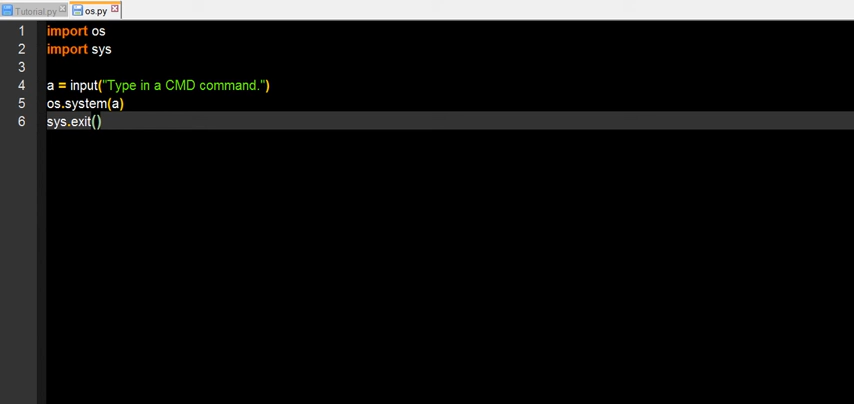 Tutorial.py os.py
1 import os
2 import sys
3
4 a = input("Type in a CMD command.")
5 os.system(a)
6 sys.exit()